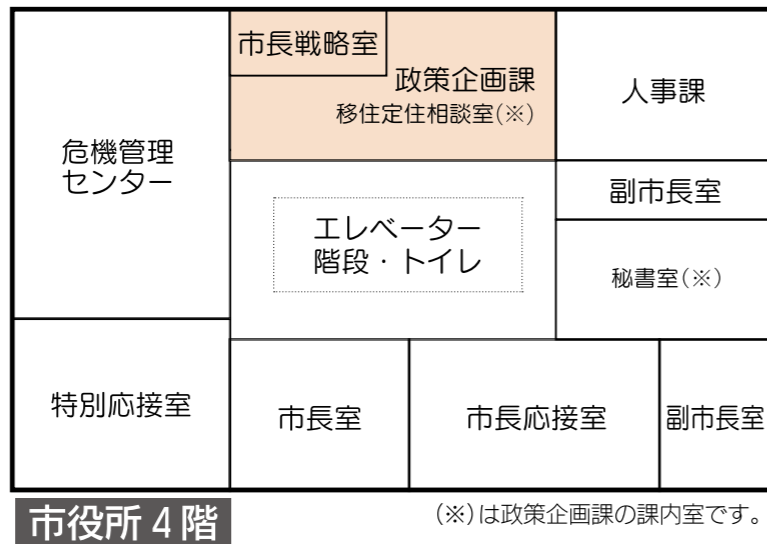 市長戦略室
政策企画課
移住定住相談室(※)
人事課
危機管理
センター
副市長室
エレベーター
階段・トイレ
秘書室(※)
特別応接室
市長室
市長応接室
副市長室
市役所4階
(※)は政策企画課の課内室です。